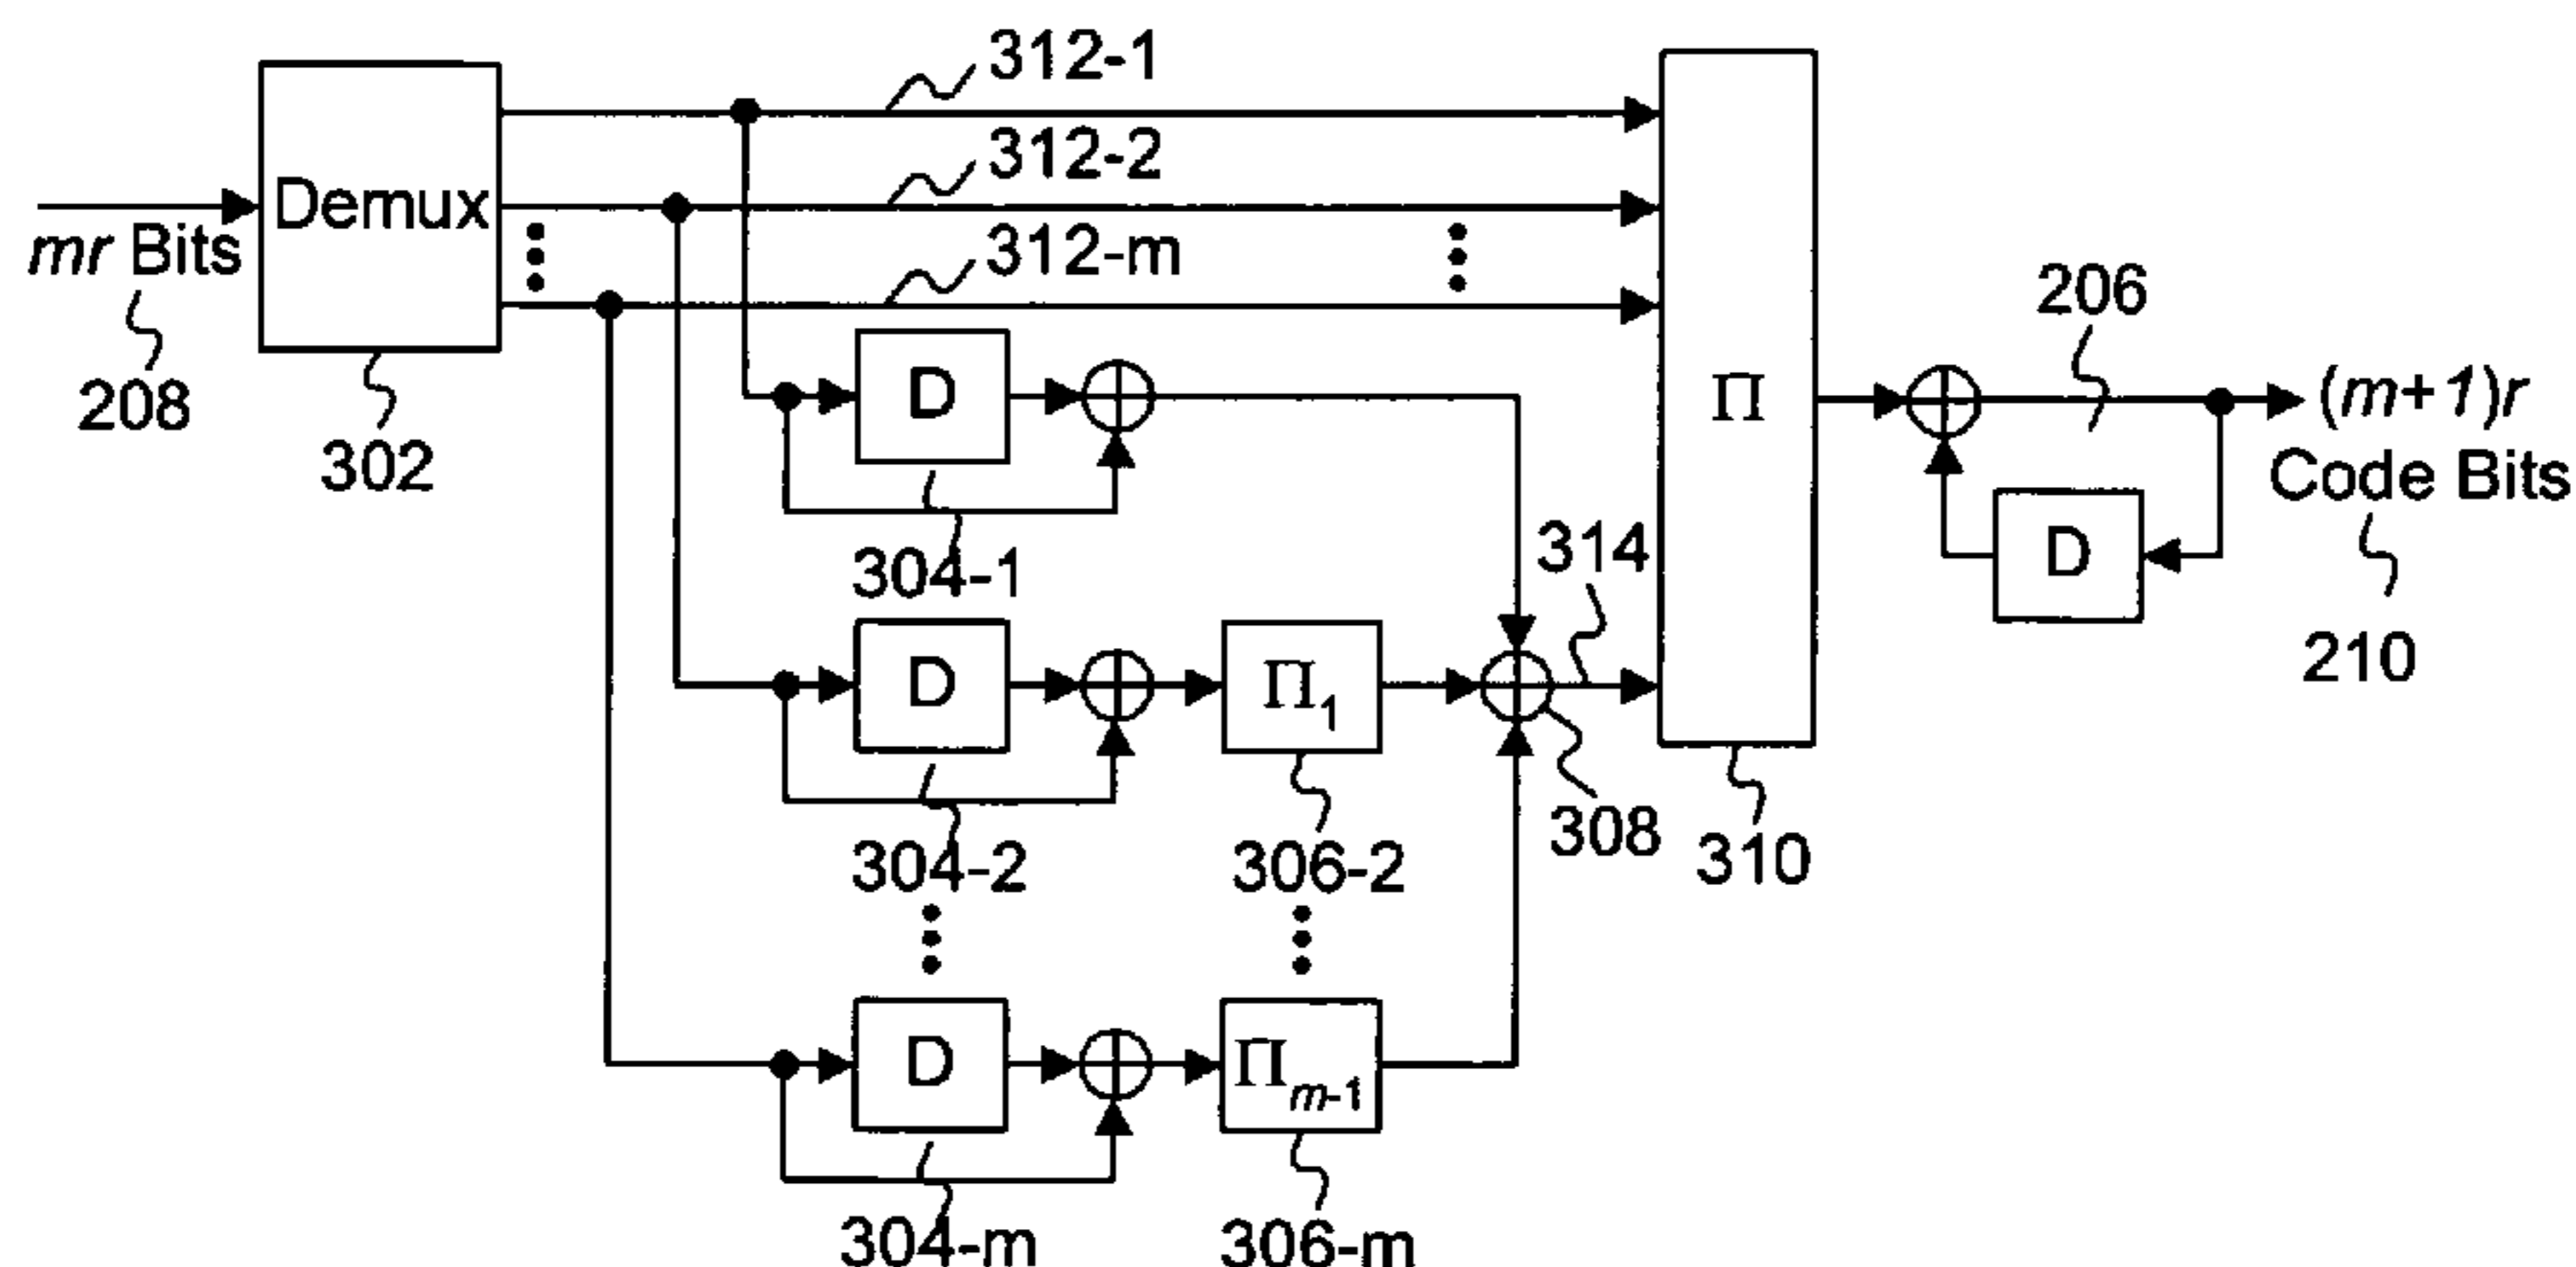 312-1
312-2
312-m
Demux
mr Bits
208
302
D
304-1
D
304-2
Π1
306-2
D
304-m
Πm-1
306-m
314
308
Π
310
206
D
(m+1)r
Code Bits
210